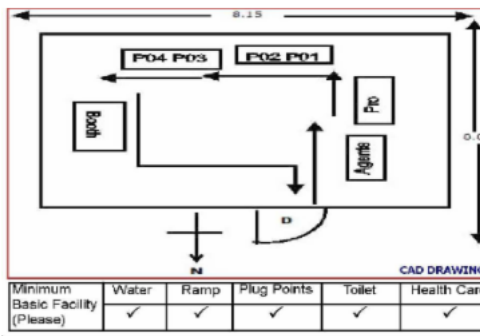 8.15
P04 P03
P02 P01
Booth
Pro
Agents
D
N
CAD DRAWING
Minimum Basic Facility (Please)
Water
Ramp
Plug Points
Toilet
Health Care
✓ ✓ ✓ ✓ ✓